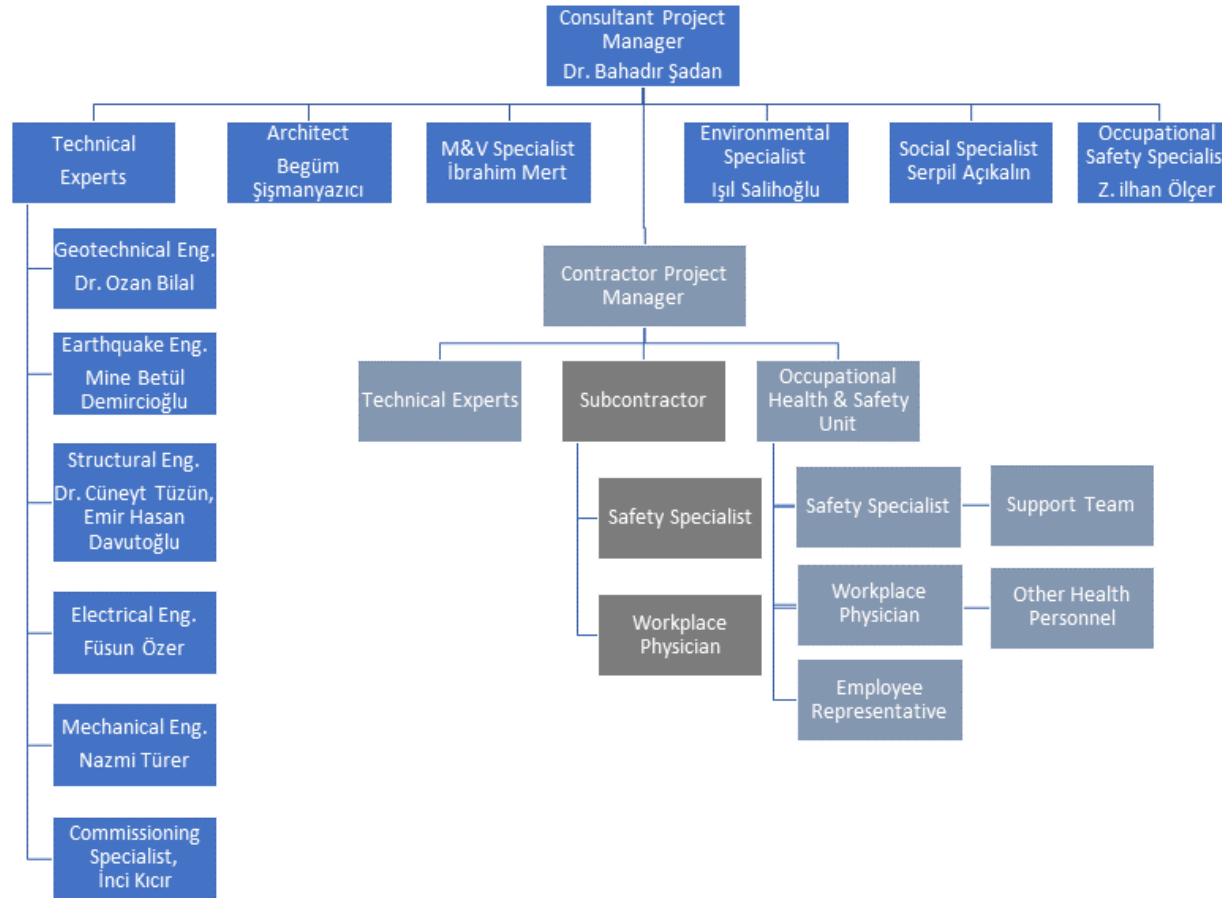 Consultant Project
Manager
Dr. Bahadır Şadan
Technical
Experts
Architect
Begüm
Şişmanyazıcı
M&V Specialist
İbrahim Mert
Environmental
Specialist
Işıl Salihoğlu
Social Specialist
Serpil Açıkalın
Occupational
Safety Specialis
Z. ilhan Ölçer
Geotechnical Eng.
Dr. Ozan Bilal
Earthquake Eng.
Mine Betül
Demircioğlu
Structural Eng.
Dr. Cüneyt Tüzün,
Emir Hasan
Davutoğlu
Electrical Eng.
Füsun Özer
Mechanical Eng.
Nazmi Türer
Commissioning
Specialist,
İnci Kıcır
Contractor Project
Manager
Technical Experts
Subcontractor
Occupational
Health & Safety
Unit
Safety Specialist
Workplace
Physician
Safety Specialist
Support Team
Workplace
Physician
Other Health
Personnel
Employee
Representative